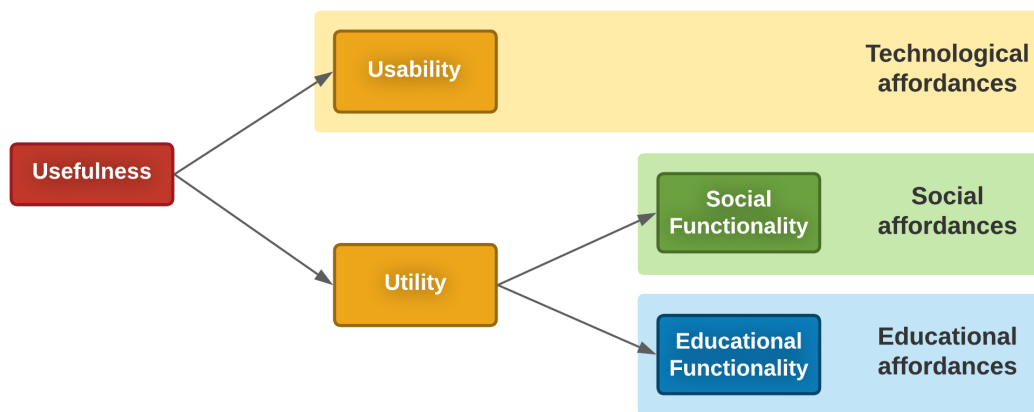 Usability
Technological
affordances
Usefulness
Social
Functionality
Social
affordances
Utility
Educational
Functionality
Educational
affordances